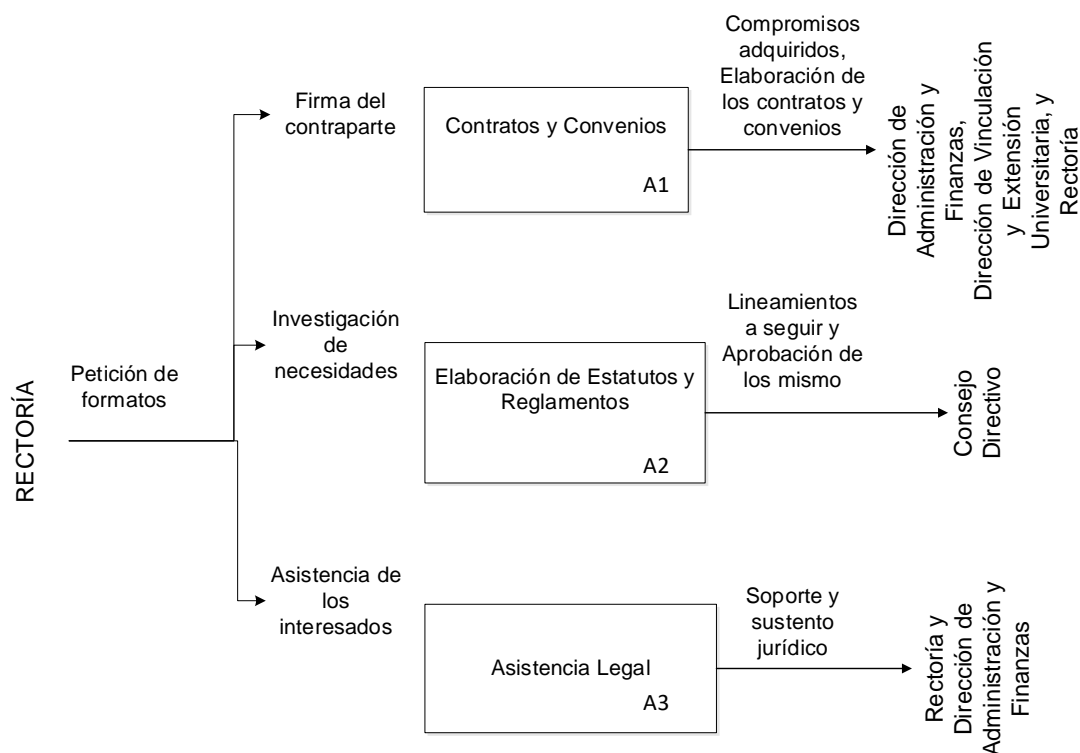 RECTORÍA
Petición de
formatos
Firma del
contraparte
Contratos y Convenios
A1
Compromisos
adquiridos,
Elaboración de
los contratos y
convenios
Dirección de
Administración y
Finanzas,
Dirección de Vinculación
y Extensión
Universitaria, y
Rectoría
Investigación
de
necesidades
Elaboración de Estatutos y
Reglamentos
A2
Lineamientos
a seguir y
Aprobación de
los mismo
Consejo
Directivo
Asistencia de
los
interesados
Asistencia Legal
A3
Soporte y
sustento
jurídico
Rectoría y
Dirección de
Administración y
Finanzas